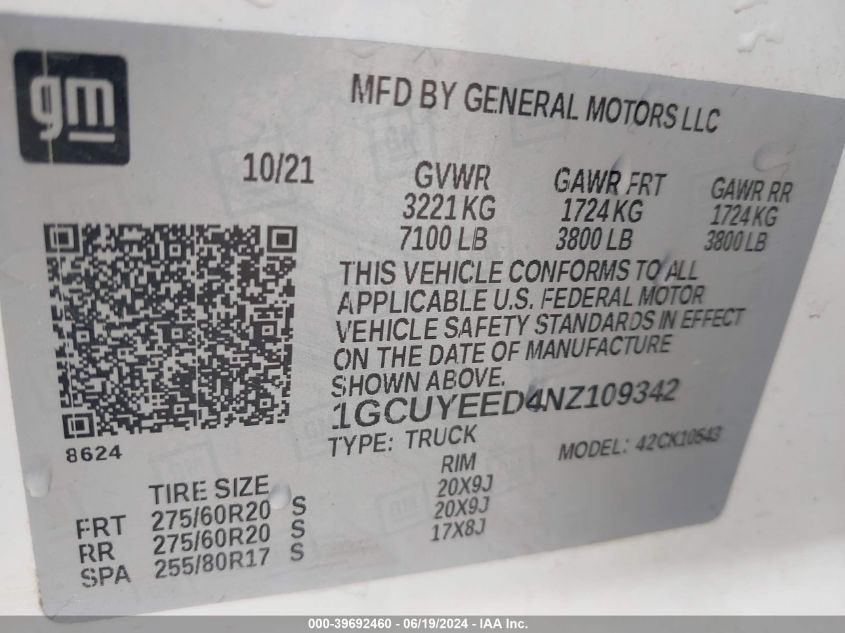 gm
MFD BY GENERAL MOTORS LLC
10/21
GVWR GAWR FRT GAWR RR
3221 KG 1724 KG 1724 KG
7100 LB 3800 LB 3800 LB
THIS VEHICLE CONFORMS TO ALL
APPLICABLE U.S. FEDERAL MOTOR
VEHICLE SAFETY STANDARDS IN EFFECT
ON THE DATE OF MANUFACTURE
SHOWN ABOVE.
1GCUYEED4NZ109342
8624
TYPE: TRUCK MODEL: 42CK10543
TIRE SIZE RIM
FRT 275/60R20 S 20X9J
RR 275/60R20 S 20X9J
SPA 255/80R17 S 17X8J
000-39692460 - 06/19/2024 - IAA Inc.